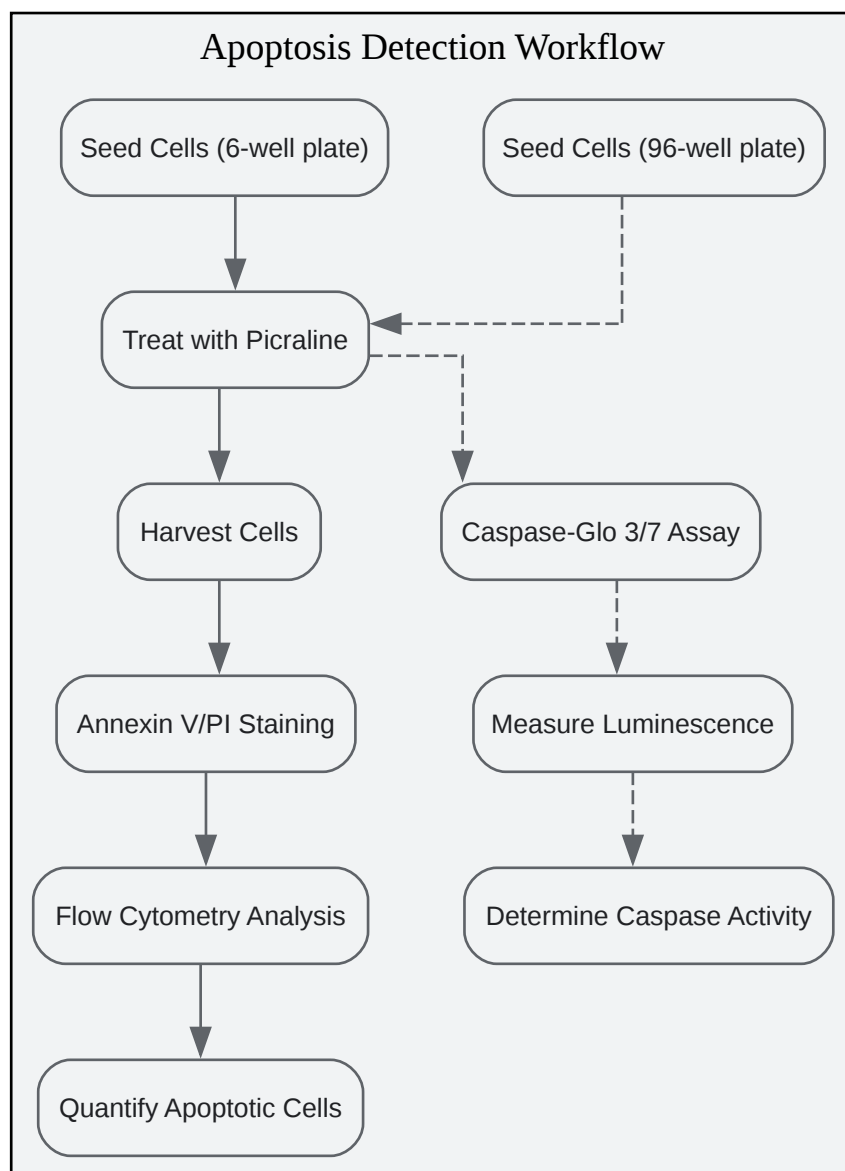 Apoptosis Detection Workflow
Seed Cells (6-well plate)
Seed Cells (96-well plate)
Treat with Picraline
Harvest Cells
Caspase-Glo 3/7 Assay
Annexin V/PI Staining
Measure Luminescence
Flow Cytometry Analysis
Determine Caspase Activity
Quantify Apoptotic Cells